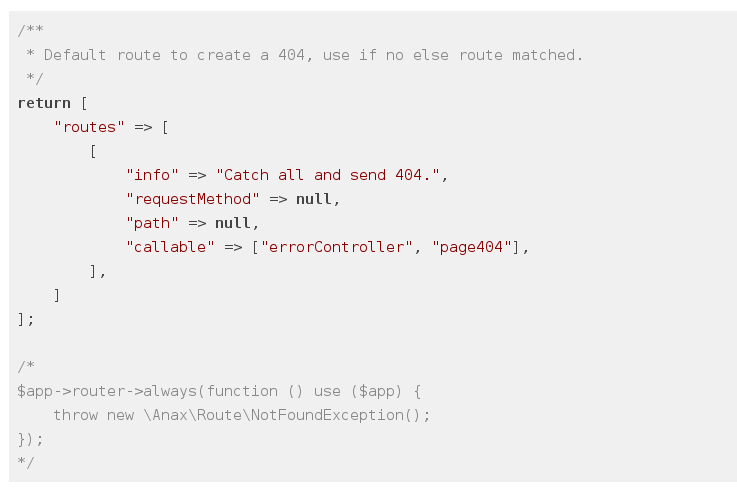 /**
 * Default route to create a 404, use if no else route matched.
 */
return [
    "routes" => [
        [
            "info" => "Catch all and send 404.",
            "requestMethod" => null,
            "path" => null,
            "callable" => ["errorController", "page404"],
        ],
    ]
];

/*
$app->router->always(function () use ($app) {
    throw new \Anax\Route\NotFoundException();
});
*/